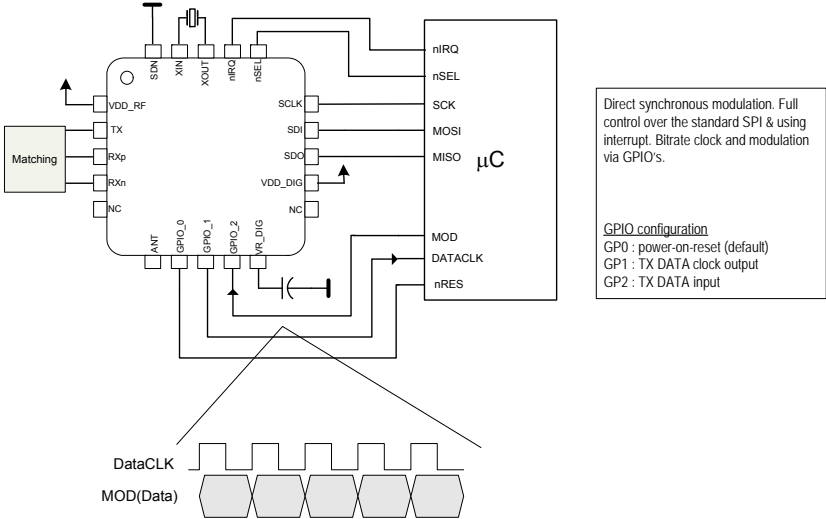 SDN
XIN
XOUT
nIRQ
nSEL
VDD_RF
TX
RXp
RXn
NC
SCLK
SDI
SDO
VDD_DIG
NC
ANT
GPIO_0
GPIO_1
GPIO_2
VR_DIG
Matching
nIRQ
nSEL
SCK
MOSI
MISO
μC
MOD
DATACLK
nRES
Direct synchronous modulation. Full
control over the standard SPI & using
interrupt. Bitrate clock and modulation
via GPIO's.
GPIO configuration
GP0 : power-on-reset (default)
GP1 : TX DATA clock output
GP2 : TX DATA input
DataCLK
MOD(Data)